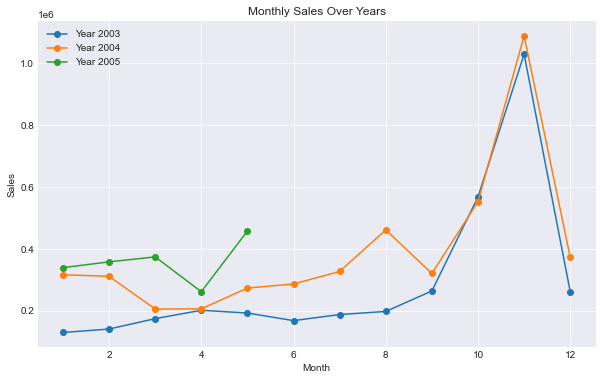 Monthly Sales Over Years
1e6
Year 2003
Year 2004
Year 2005
1.0
0.8
0.6
0.4
0.2
Sales
2 4 6 8 10 12
Month